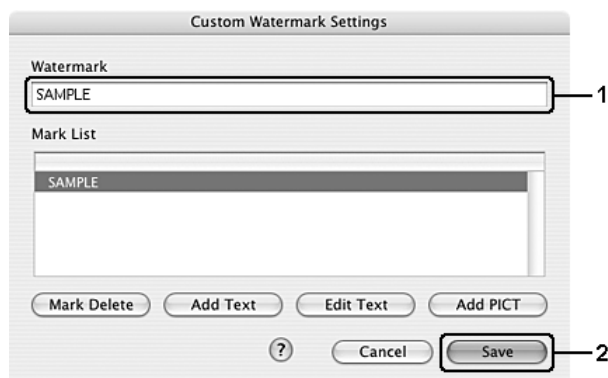 Custom Watermark Settings
Watermark
SAMPLE
1
Mark List
SAMPLE
Mark Delete
Add Text
Edit Text
Add PICT
?
Cancel
Save
2